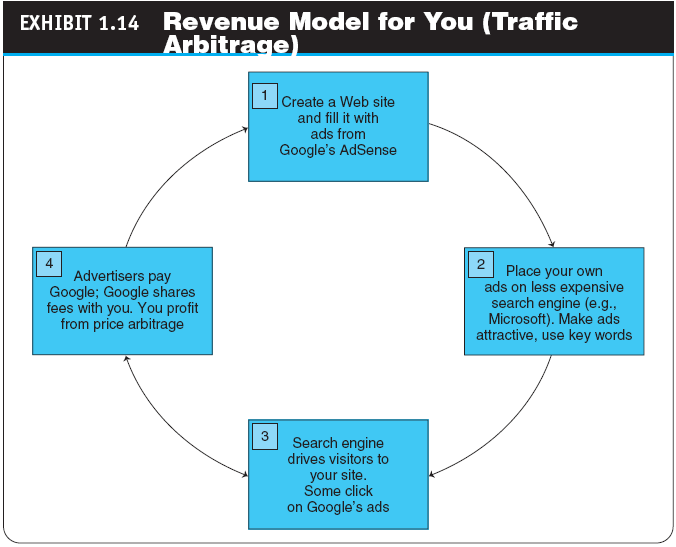 EXHIBIT 1.14 Revenue Model for You (Traffic
Arbitrage)
1
Create a Web site
and fill it with
ads from
Google's AdSense
2
Place your own
ads on less expensive
search engine (e.g.,
Microsoft). Make ads
attractive, use key words
3
Search engine
drives visitors to
your site.
Some click
on Google's ads
4
Advertisers pay
Google; Google shares
fees with you. You profit
from price arbitrage